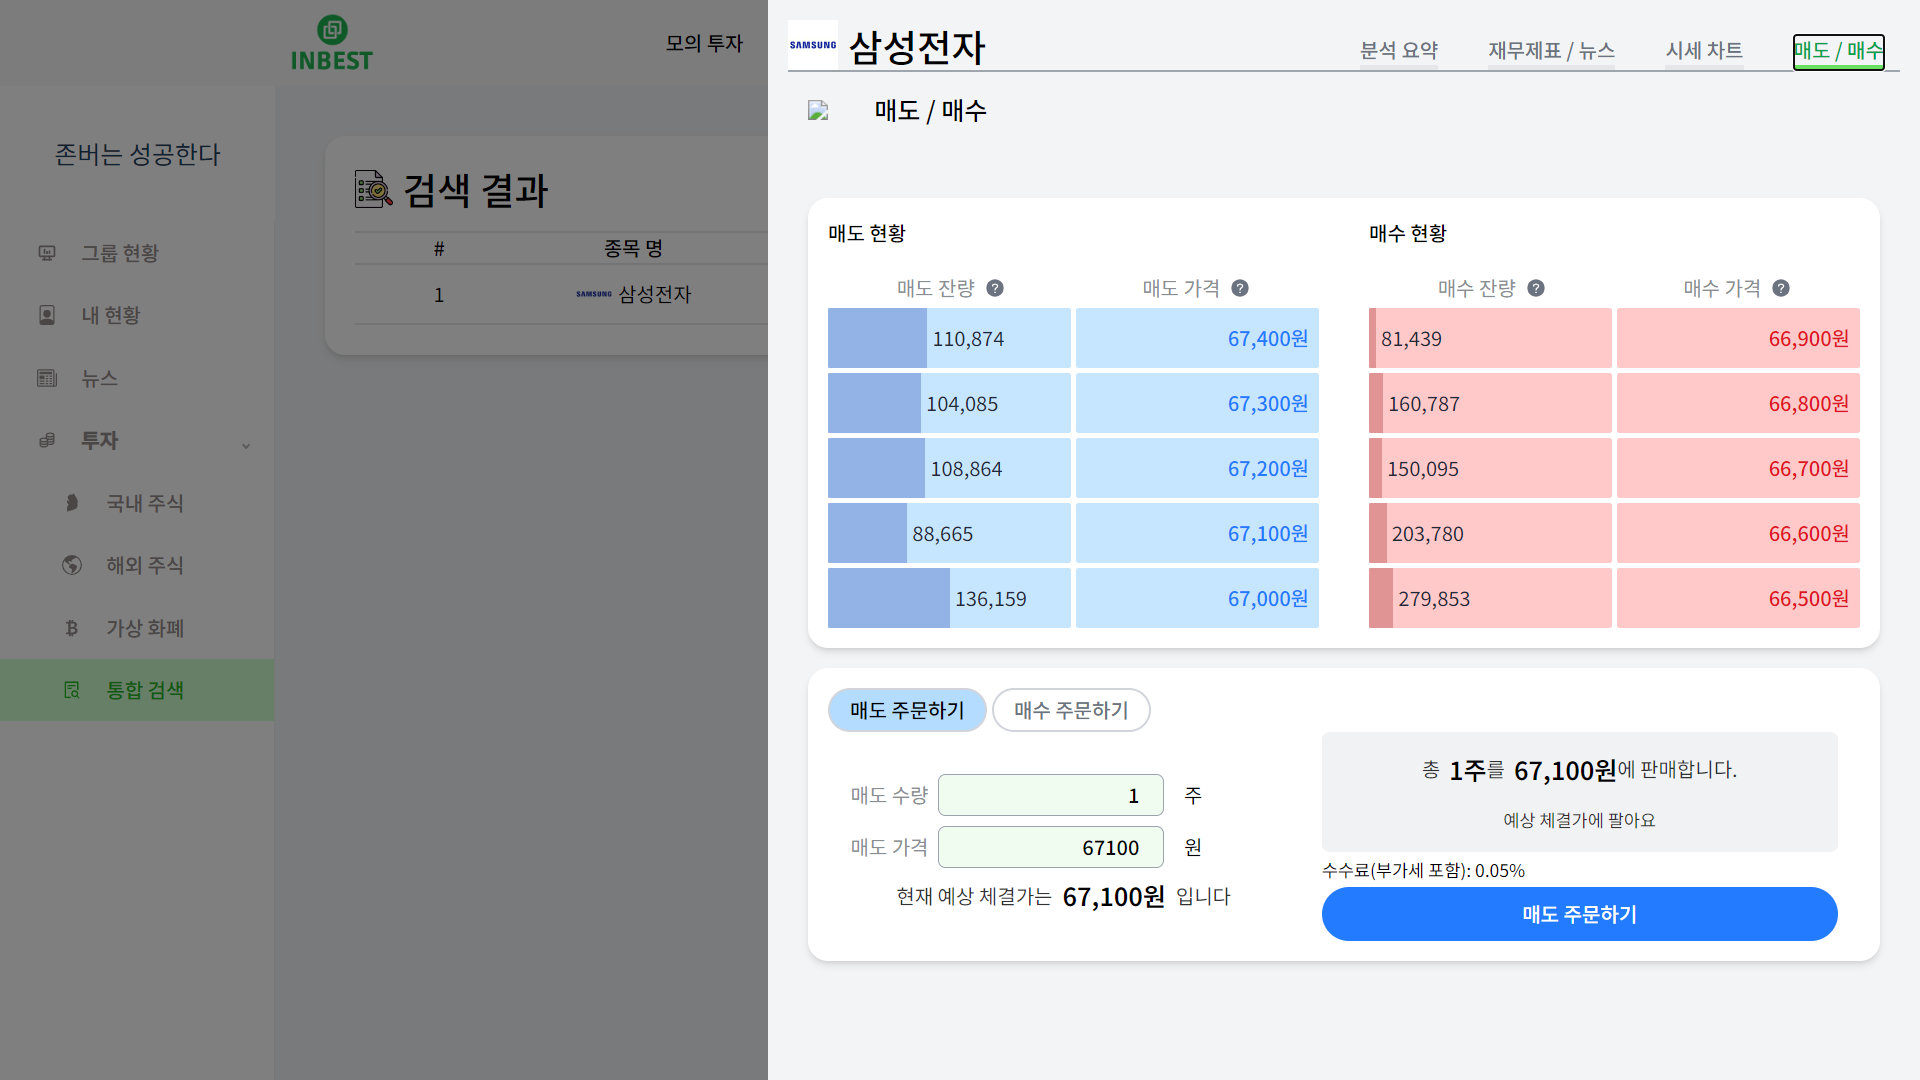 INBEST
모의 투자
존버는 성공한다
그룹 현황
내 현황
뉴스
투자
국내 주식
해외 주식
가상 화폐
통합 검색
검색 결과
# 종목 명
1 SAMSUNG 삼성전자
SAMSUNG 삼성전자
분석 요약 재무제표 / 뉴스 시세 차트 매도 / 매수
매도 / 매수
매도 현황
매도 잔량 ? 매도 가격 ?
110,874 67,400원
104,085 67,300원
108,864 67,200원
88,665 67,100원
136,159 67,000원
매수 현황
매수 잔량 ? 매수 가격 ?
81,439 66,900원
160,787 66,800원
150,095 66,700원
203,780 66,600원
279,853 66,500원
매도 주문하기 매수 주문하기
매도 수량 1 주
매도 가격 67100 원
현재 예상 체결가는 67,100원 입니다
총 1주를 67,100원에 판매합니다.
예상 체결가에 팔아요
수수료(부가세 포함): 0.05%
매도 주문하기